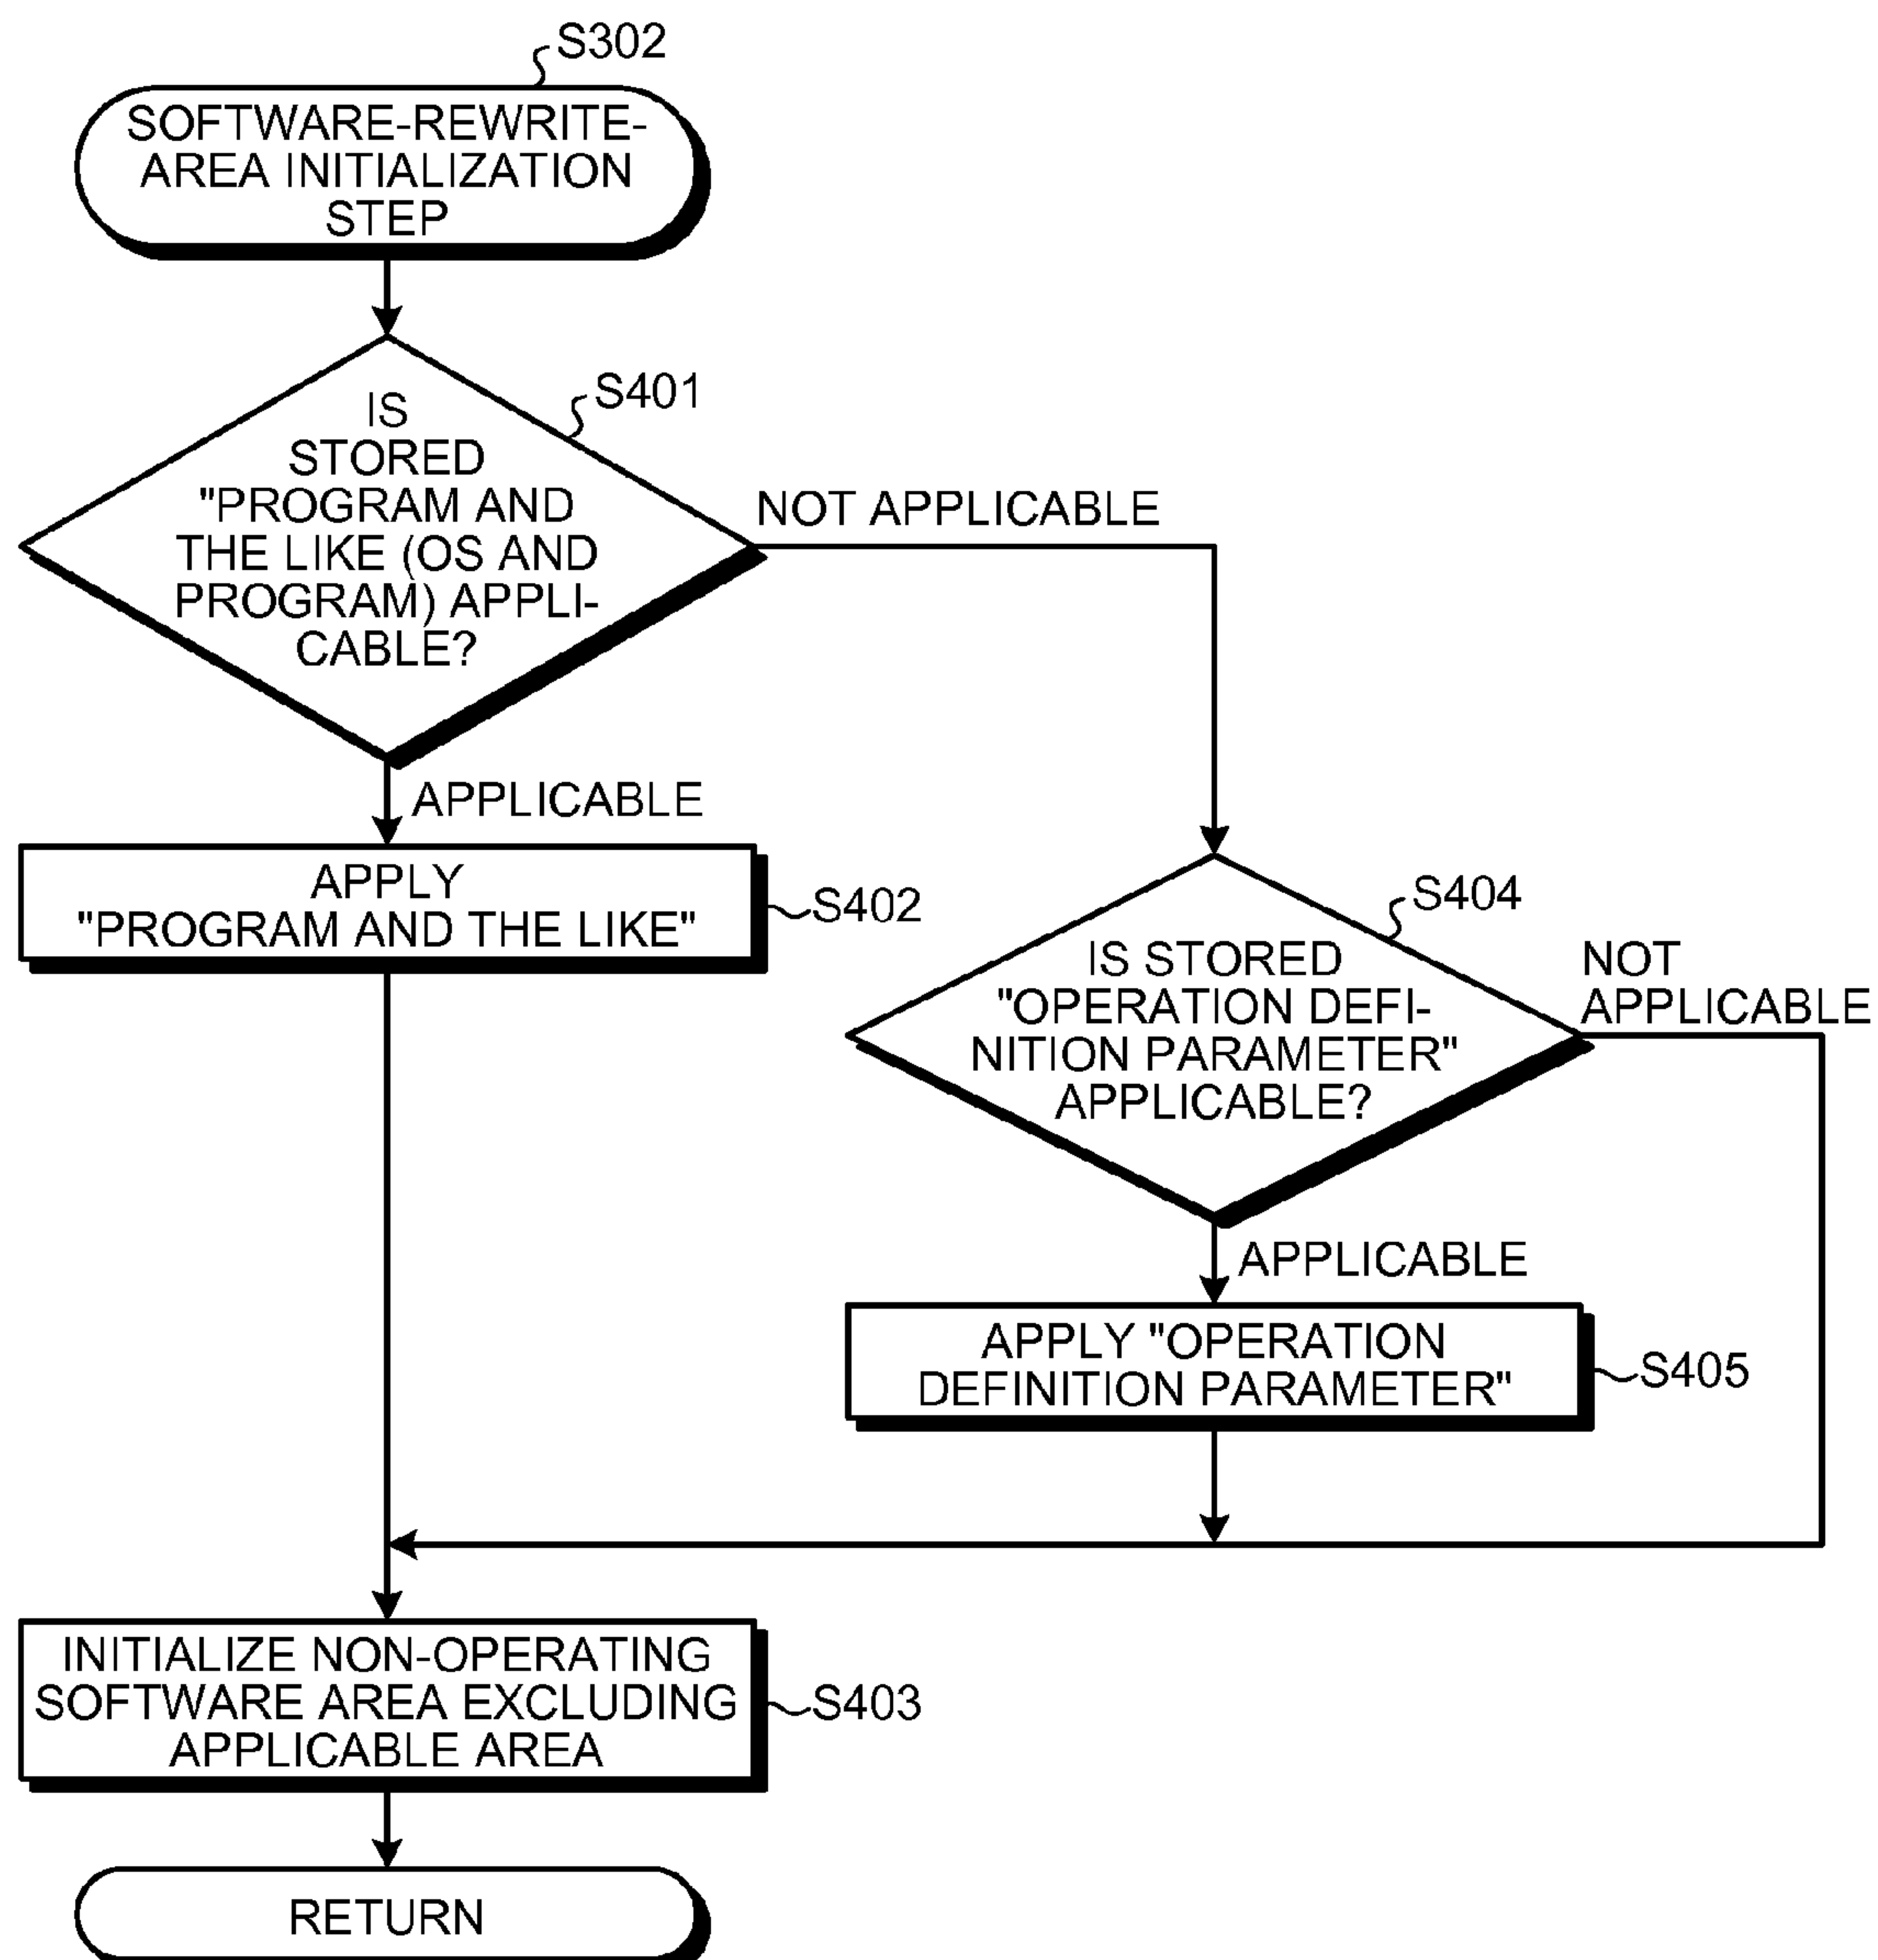 S302
SOFTWARE-REWRITE-
AREA INITIALIZATION
STEP
S401
IS
STORED
"PROGRAM AND
THE LIKE (OS AND
PROGRAM) APPLI-
CABLE?
NOT APPLICABLE
APPLICABLE
APPLY
"PROGRAM AND THE LIKE"
S402
S404
IS STORED
"OPERATION DEFI-
NITION PARAMETER"
APPLICABLE?
NOT
APPLICABLE
APPLICABLE
APPLY "OPERATION
DEFINITION PARAMETER"
S405
INITIALIZE NON-OPERATING
SOFTWARE AREA EXCLUDING
APPLICABLE AREA
S403
RETURN